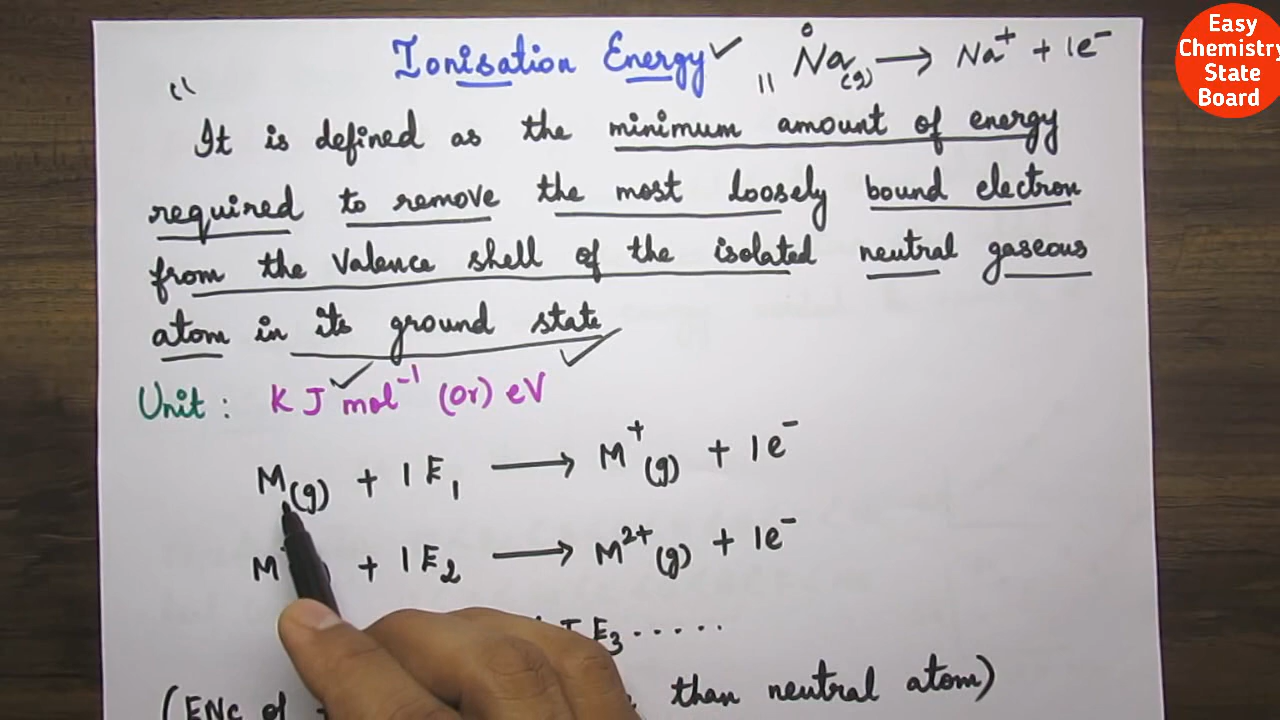 Ionisation Energy ✓ Na(g) → Na⁺ + 1e⁻
Easy
Chemistry
State
Board
" It is defined as the minimum amount of energy
required to remove the most loosely bound electron
from the valence shell of the isolated neutral gaseous
atom in its ground state "
Unit : KJ mol⁻¹ (Or) eV
M(g) + IE₁ → M⁺(g) + 1e⁻
M + IE₂ → M²⁺(g) + 1e⁻
E₃ .....
(ENC of than neutral atom)